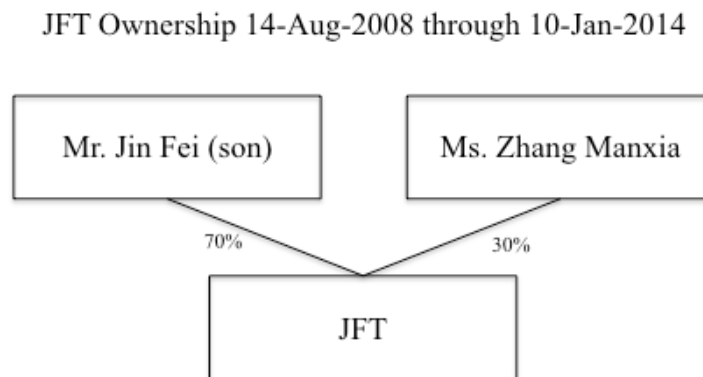 JFT Ownership 14-Aug-2008 through 10-Jan-2014
Mr. Jin Fei (son)
Ms. Zhang Manxia
70%
30%
JFT